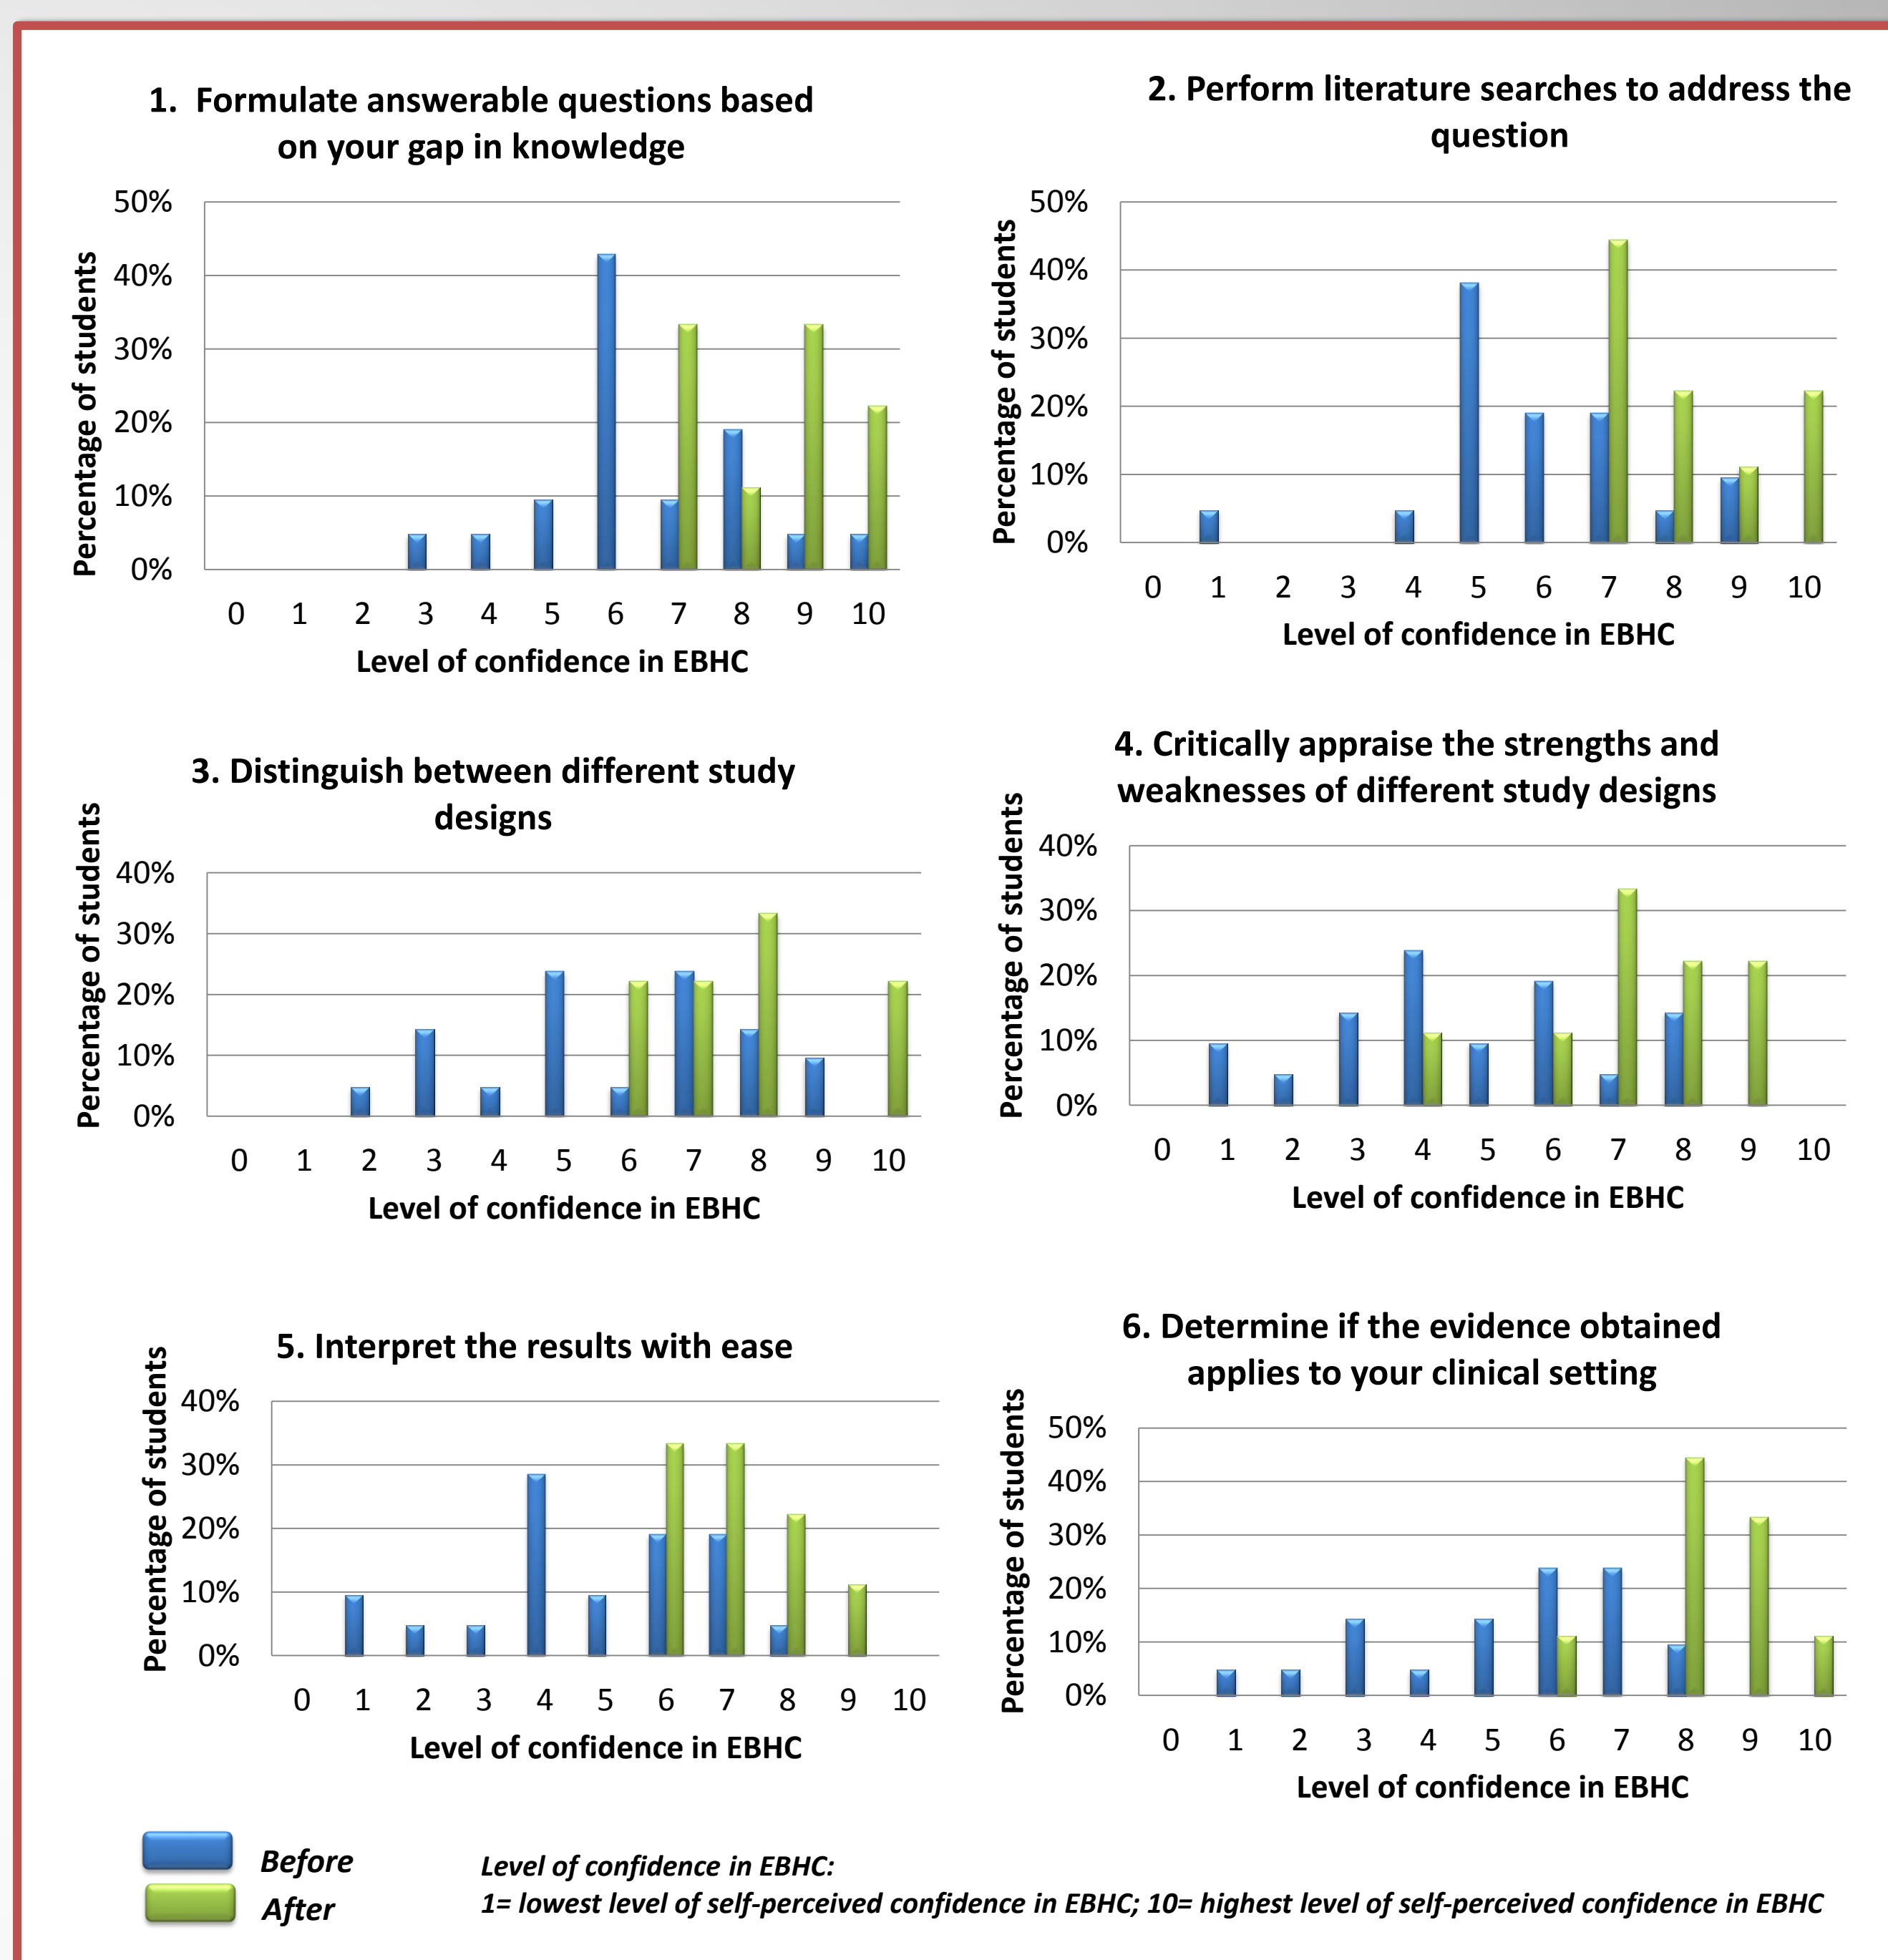 1.  Formulate answerable questions based
on your gap in knowledge
Percentage of students
50%
40%
30%
20%
10%
0%
0 1 2 3 4 5 6 7 8 9 10
Level of confidence in EBHC
2. Perform literature searches to address the
question
Percentage of students
50%
40%
30%
20%
10%
0%
0 1 2 3 4 5 6 7 8 9 10
Level of confidence in EBHC
3. Distinguish between different study
designs
Percentage of students
40%
30%
20%
10%
0%
0 1 2 3 4 5 6 7 8 9 10
Level of confidence in EBHC
4. Critically appraise the strengths and
weaknesses of different study designs
Percentage of students
40%
30%
20%
10%
0%
0 1 2 3 4 5 6 7 8 9 10
Level of confidence in EBHC
5. Interpret the results with ease
Percentage of students
40%
30%
20%
10%
0%
0 1 2 3 4 5 6 7 8 9 10
Level of confidence in EBHC
6. Determine if the evidence obtained
applies to your clinical setting
Percentage of students
50%
40%
30%
20%
10%
0%
0 1 2 3 4 5 6 7 8 9 10
Level of confidence in EBHC
Before
After
Level of confidence in EBHC:
1= lowest level of self-perceived confidence in EBHC; 10= highest level of self-perceived confidence in EBHC